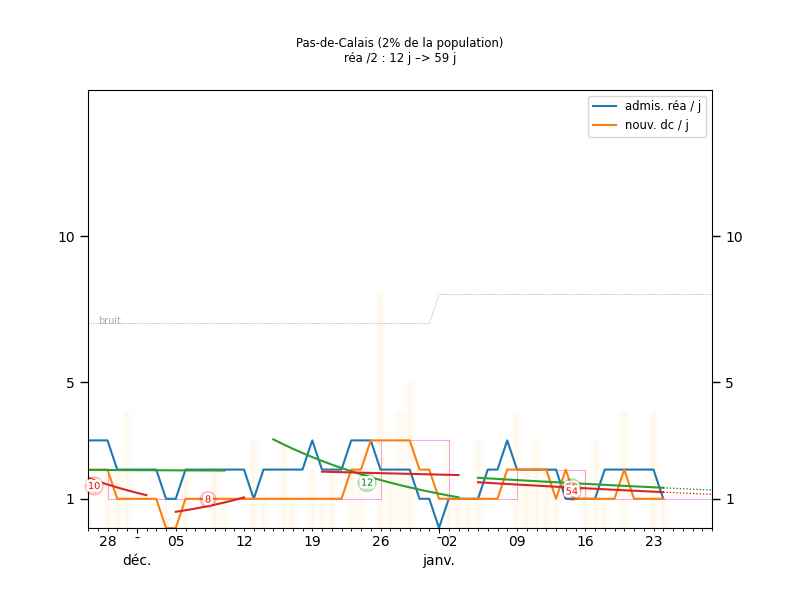 Pas-de-Calais (2% de la population)
réa /2 : 12 j –> 59 j
admis. réa / j
nouv. dc / j
10 10
bruit
5 5
10 8 12 54
1 1
28 - 05 12 19 26 - 02 09 16 23
déc. janv.